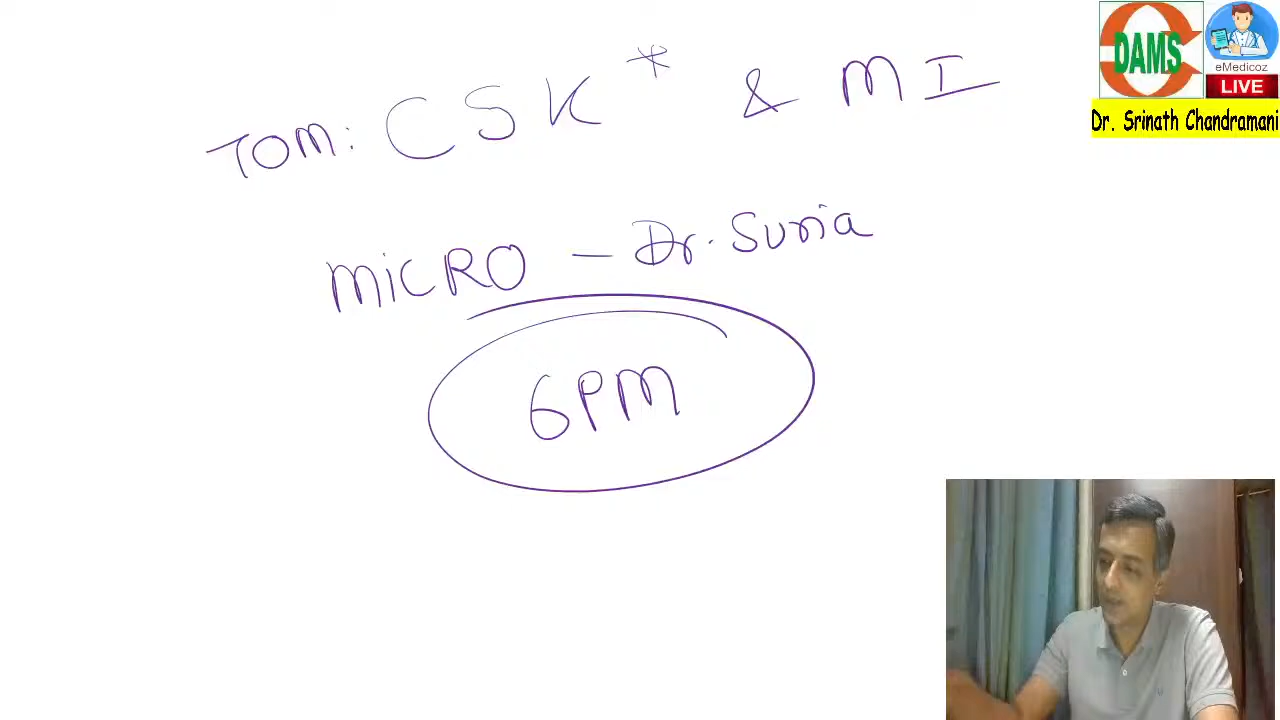 DAMS
eMedicoz
LIVE
Dr. Srinath Chandramani
TOM: CSK * & MI
MICRO - Dr. Suria
6PM